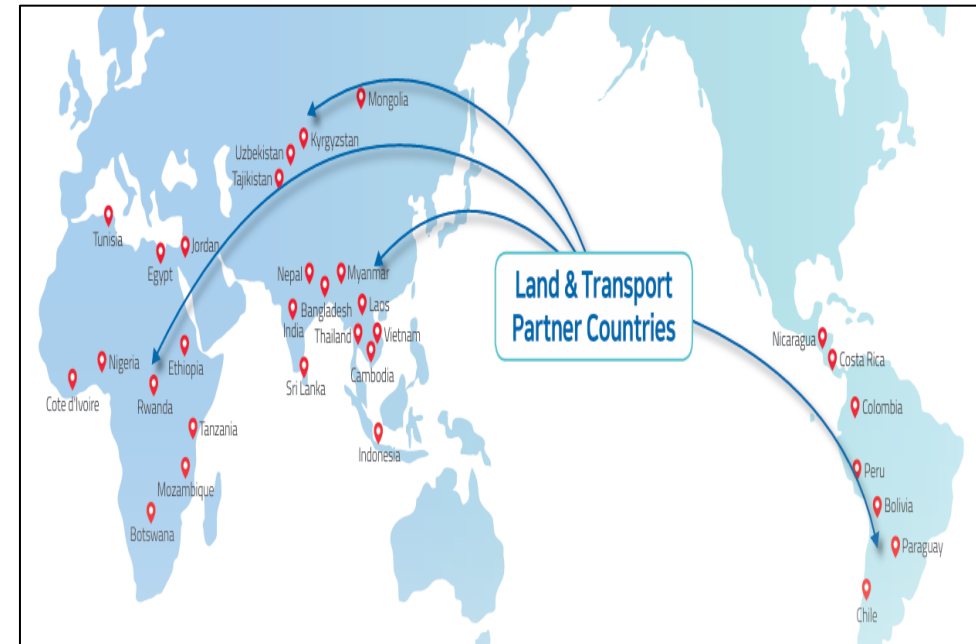 Mongolia
Kyrgyzstan
Uzbekistan
Tajikistan
Tunisia
Egypt
Jordan
Nepal
Myanmar
Bangladesh
Laos
India
Thailand
Vietnam
Cambodia
Sri Lanka
Indonesia
Nigeria
Ethiopia
Cote d'Ivoire
Rwanda
Tanzania
Mozambique
Botswana
Land & Transport
Partner Countries
Nicaragua
Costa Rica
Colombia
Peru
Bolivia
Paraguay
Chile